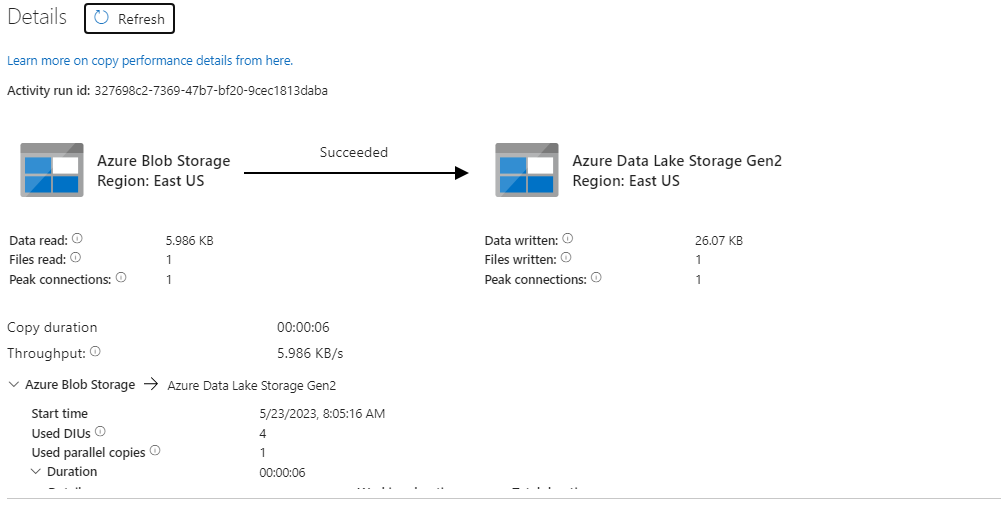 Details Refresh
Learn more on copy performance details from here.
Activity run id: 327698c2-7369-47b7-bf20-9cec1813daba
Succeeded
Azure Blob Storage
Region: East US
Azure Data Lake Storage Gen2
Region: East US
Data read: 5.986 KB
Files read: 1
Peak connections: 1
Data written: 26.07 KB
Files written: 1
Peak connections: 1
Copy duration 00:00:06
Throughput: 5.986 KB/s
Azure Blob Storage → Azure Data Lake Storage Gen2
Start time 5/23/2023, 8:05:16 AM
Used DIUs 4
Used parallel copies 1
Duration 00:00:06